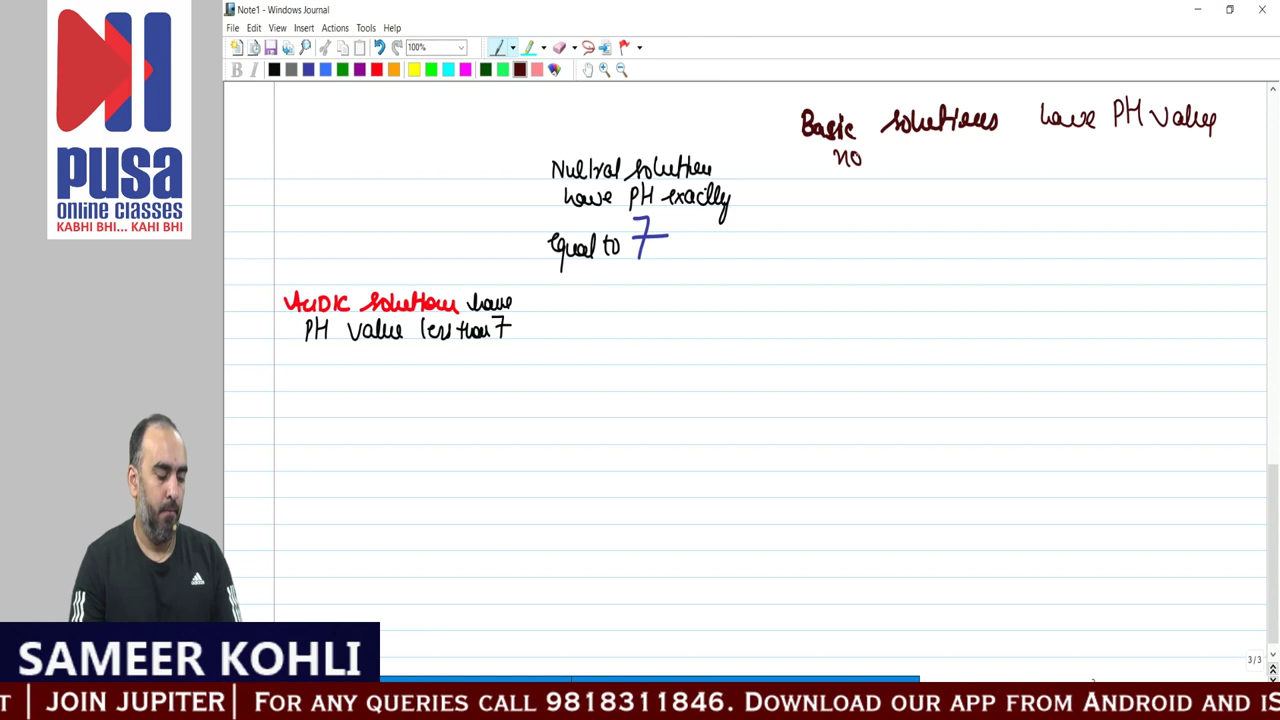 Note1 - Windows Journal
File Edit View Insert Actions Tools Help
100%
B I
PUSA
ONLINE CLASSES
KABHI BHI... KAHI BHI
Basic solutions have PH value
no
Nuetral solution
have PH exactly
equal to 7
AciDIC solution have
PH value less than 7
3/3
SAMEER KOHLI
T | JOIN JUPITER | FOR ANY QUERIES CALL 9818311846. DOWNLOAD OUR APP FROM ANDROID AND IS